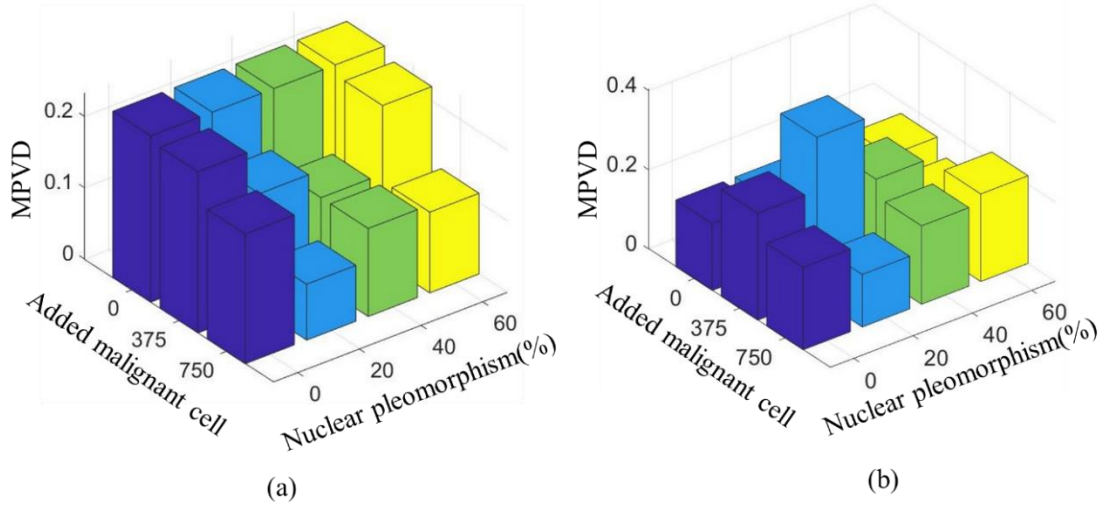 0.2
0.1
0
MPVD
0
375
750
Added malignant cell
0
20
40
60
Nuclear pleomorphism(%)
(a)
0.4
0.2
0
MPVD
0
375
750
Added malignant cell
0
20
40
60
Nuclear pleomorphism(%)
(b)